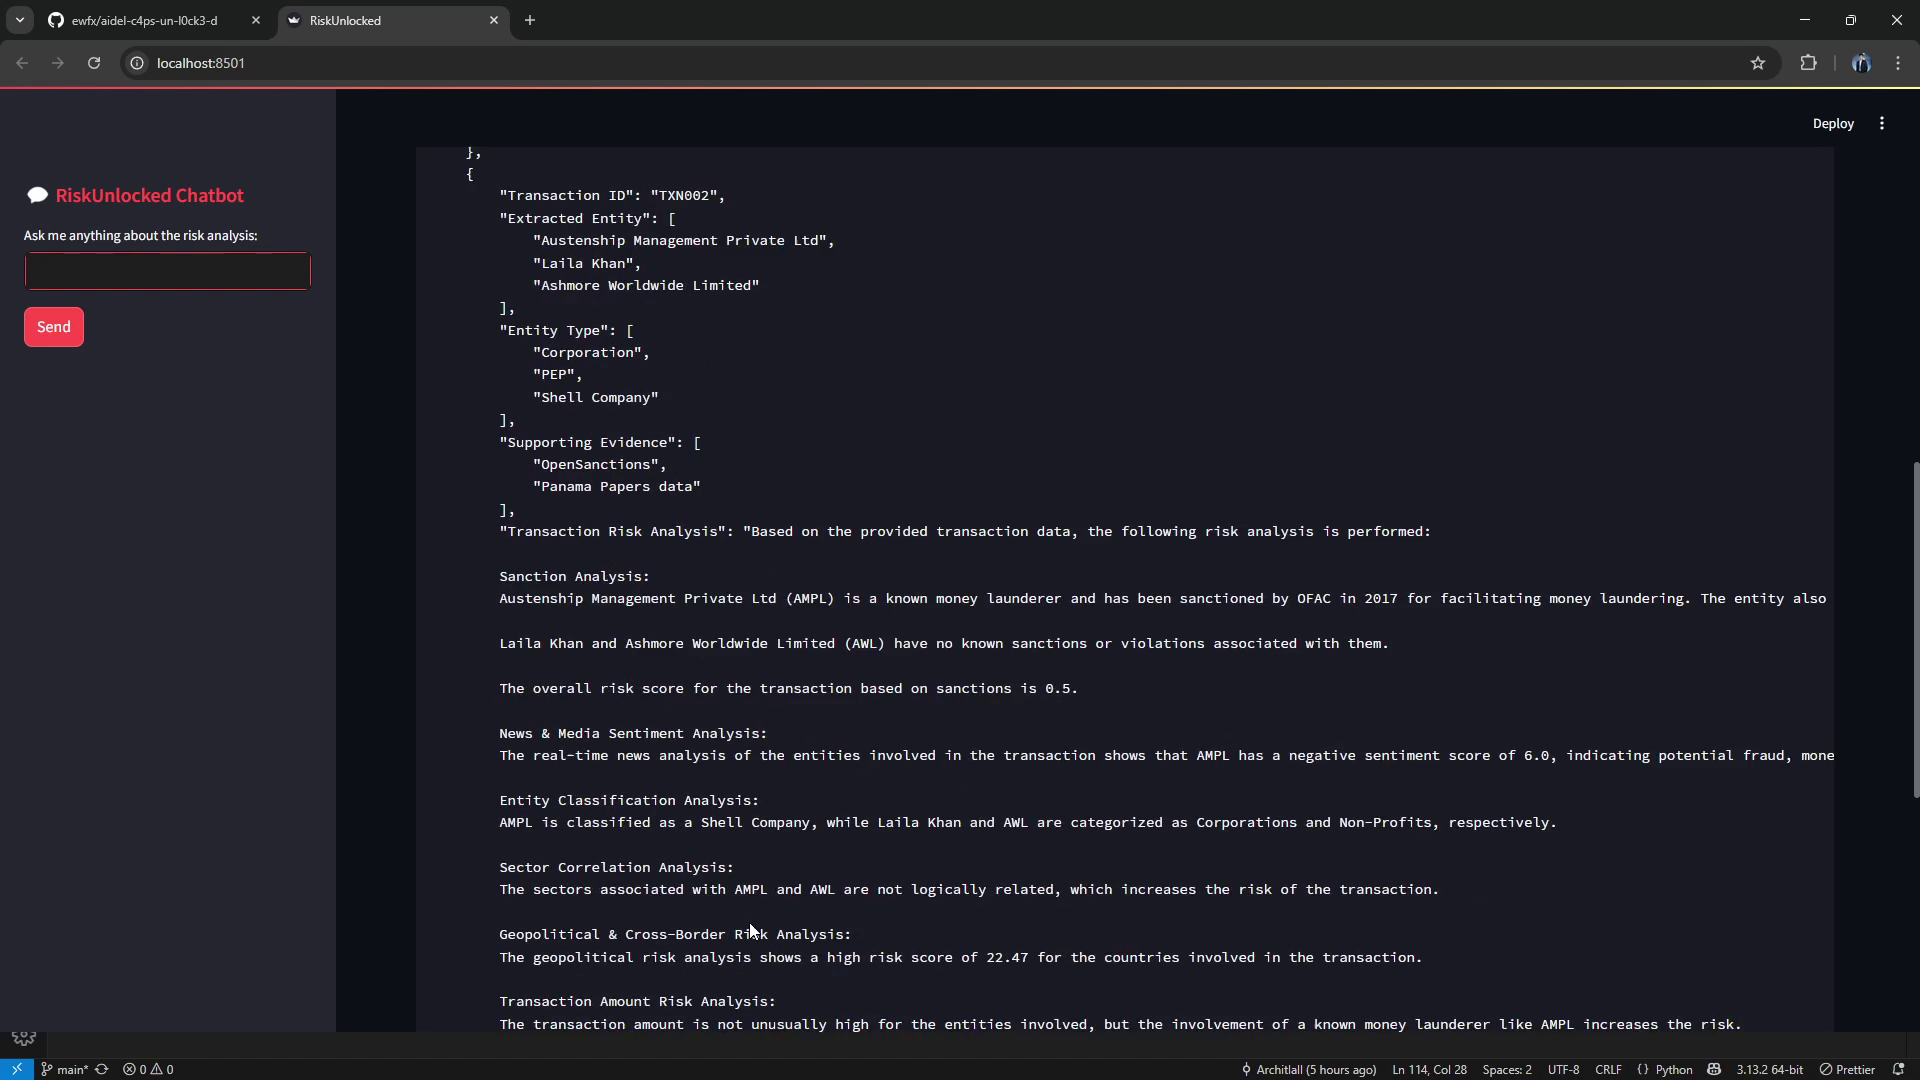 ewfx/aidel-c4ps-un-l0ck3-d
RiskUnlocked
localhost:8501
Deploy
RiskUnlocked Chatbot
Ask me anything about the risk analysis:
Send
},
{
"Transaction ID": "TXN002",
"Extracted Entity": [
"Austenship Management Private Ltd",
"Laila Khan",
"Ashmore Worldwide Limited"
],
"Entity Type": [
"Corporation",
"PEP",
"Shell Company"
],
"Supporting Evidence": [
"OpenSanctions",
"Panama Papers data"
],
"Transaction Risk Analysis": "Based on the provided transaction data, the following risk analysis is performed:
Sanction Analysis:
Austenship Management Private Ltd (AMPL) is a known money launderer and has been sanctioned by OFAC in 2017 for facilitating money laundering. The entity also
Laila Khan and Ashmore Worldwide Limited (AWL) have no known sanctions or violations associated with them.
The overall risk score for the transaction based on sanctions is 0.5.
News & Media Sentiment Analysis:
The real-time news analysis of the entities involved in the transaction shows that AMPL has a negative sentiment score of 6.0, indicating potential fraud, mone
Entity Classification Analysis:
AMPL is classified as a Shell Company, while Laila Khan and AWL are categorized as Corporations and Non-Profits, respectively.
Sector Correlation Analysis:
The sectors associated with AMPL and AWL are not logically related, which increases the risk of the transaction.
Geopolitical & Cross-Border Risk Analysis:
The geopolitical risk analysis shows a high risk score of 22.47 for the countries involved in the transaction.
Transaction Amount Risk Analysis:
The transaction amount is not unusually high for the entities involved, but the involvement of a known money launderer like AMPL increases the risk.
main* 0 0 Architlall (5 hours ago) Ln 114, Col 28 Spaces: 2 UTF-8 CRLF {} Python 3.13.2 64-bit Prettier